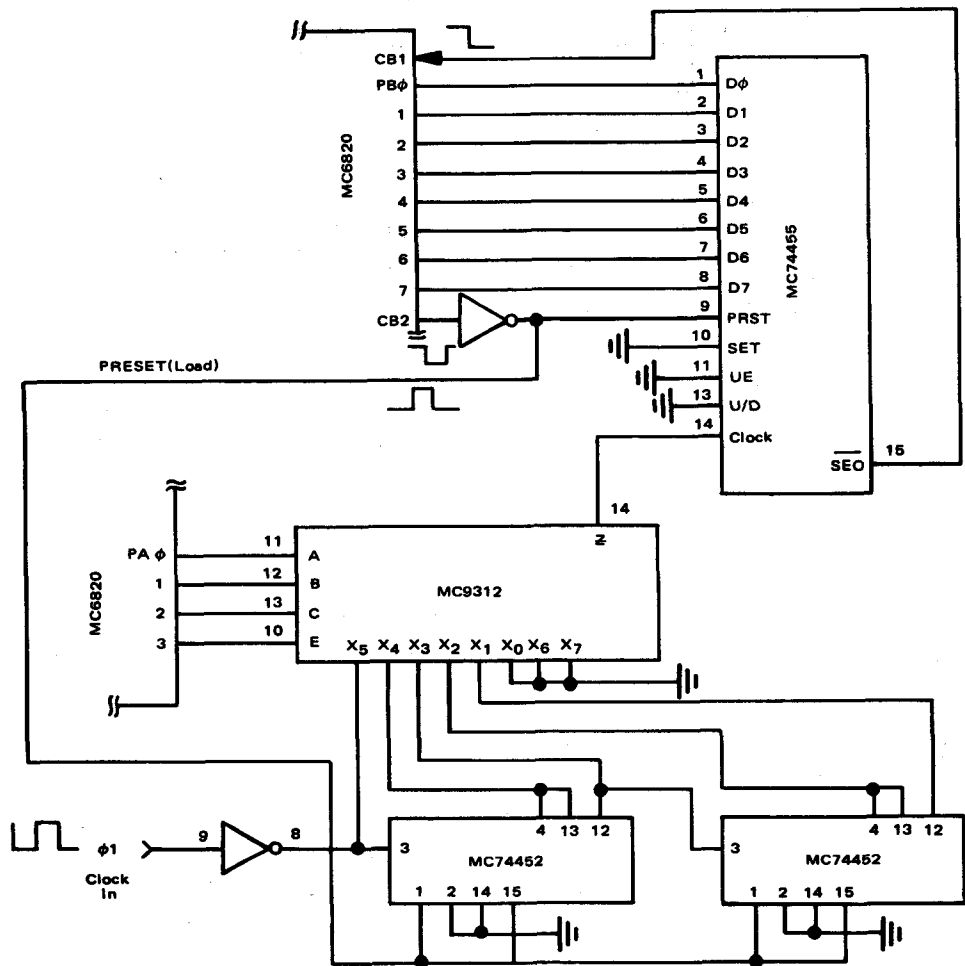 CB1
PBϕ 1 Dϕ
1 2 D1
2 3 D2
3 4 D3
4 5 D4
5 6 D5
6 7 D6
7 8 D7
CB2 9 PRST
10 SET
11 UE
13 U/D
14 Clock
SEO 15
MC6820
MC74455
PRESET(Load)
14
Z
PA ϕ 11 A
1 12 B
2 13 C
3 10 E
MC6820
MC9312
X5 X4 X3 X2 X1 X0 X6 X7
4 13 12
4 13 12
ϕ1 9 8 3
Clock
In
MC74452
3
MC74452
1 2 14 15
1 2 14 15